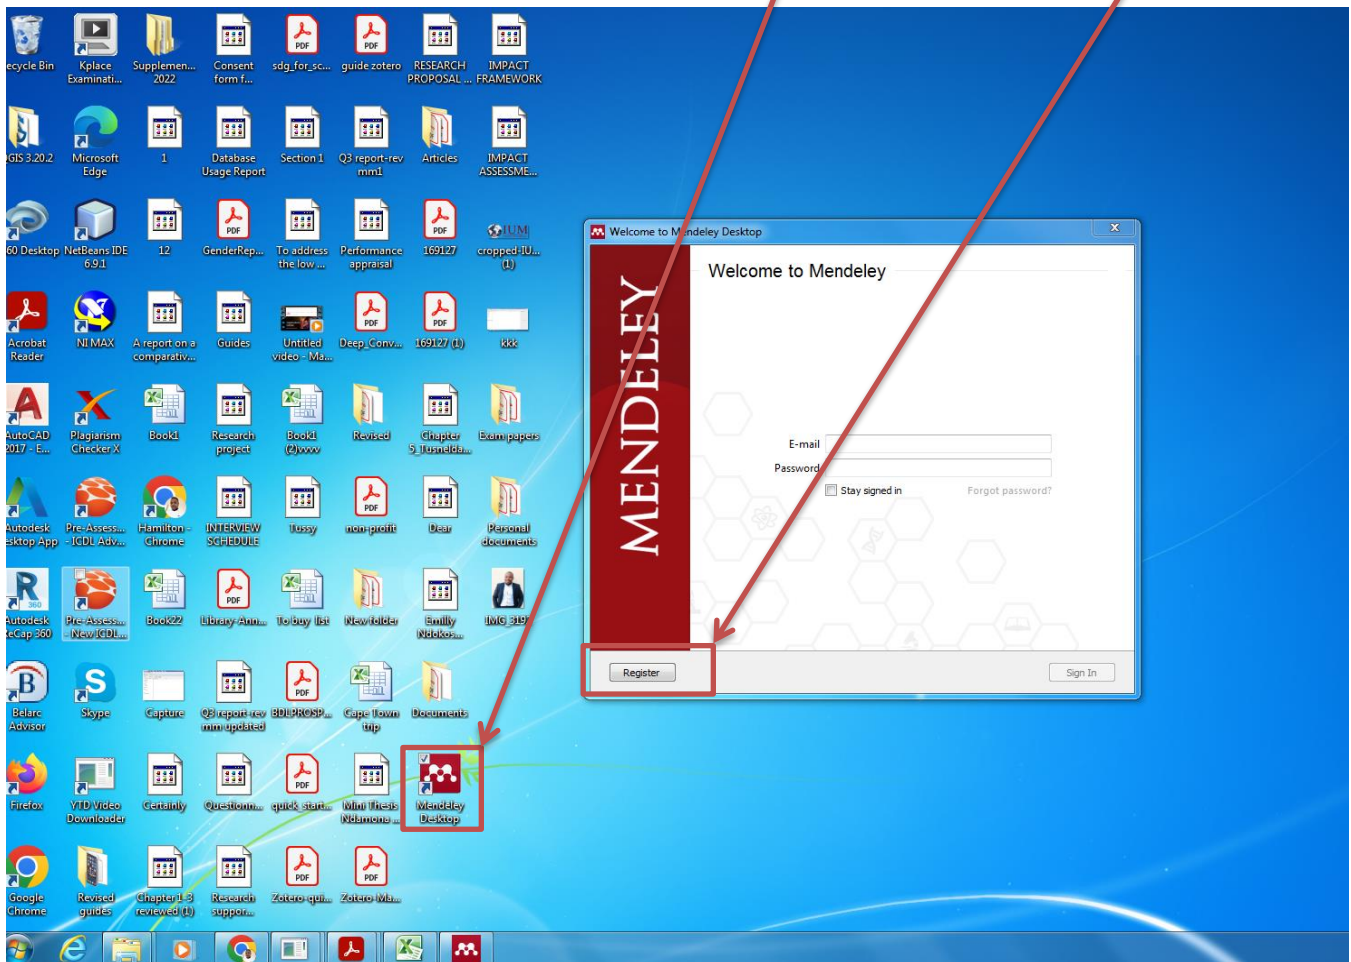 ecycle Bin
Kplace
Examinati...
Supplemen...
2022
Consent
form f...
sdg_for_sc...
guide zotero
RESEARCH
PROPOSAL ...
IMPACT
FRAMEWORK
GIS 3.20.2
Microsoft
Edge
1
Database
Usage Report
Section 1
Q3 report-rev
mm1
Articles
IMPACT
ASSESSME...
60 Desktop
NetBeans IDE
6.9.1
12
GenderRep...
To address
the low ...
Performance
appraisal
169127
IUM
cropped-IU...
(1)
Acrobat
Reader
NI MAX
A report on a
comparativ...
Guides
Untitled
video - Ma...
Deep_Conv...
169127 (1)
kkk
AutoCAD
2017 - E...
Plagiarism
Checker X
Book1
Research
project
Book1
(2)vvvv
Revised
Chapter
5_Tusnelda...
Exam papers
Autodesk
esktop App
Pre-Assess...
- ICDL Adv...
Hamilton -
Chrome
INTERVIEW
SCHEDULE
Tussy
non-profit
Dear
Personal
documents
Autodesk
eCap 360
Pre-Assess...
- New ICDL...
Book22
Library-Ann...
To buy list
New folder
Emilly
Ndokos...
IMG_3197
Belarc
Advisor
Skype
Capture
Q3 report-rev
mm updated
BDLPROSP...
Cape Town
trip
Documents
Firefox
YTD Video
Downloader
Certainly
Questionn...
quick_start...
Mini Thesis
Ndamona ...
Mendeley
Desktop
Google
Chrome
Revised
guides
Chapter 1-3
reviewed (1)
Research
suppor...
Zotero-qui...
Zotero-Ma...
Welcome to Mendeley Desktop
MENDELEY
Welcome to Mendeley
E-mail
Password
Stay signed in
Forgot password?
Register
Sign In